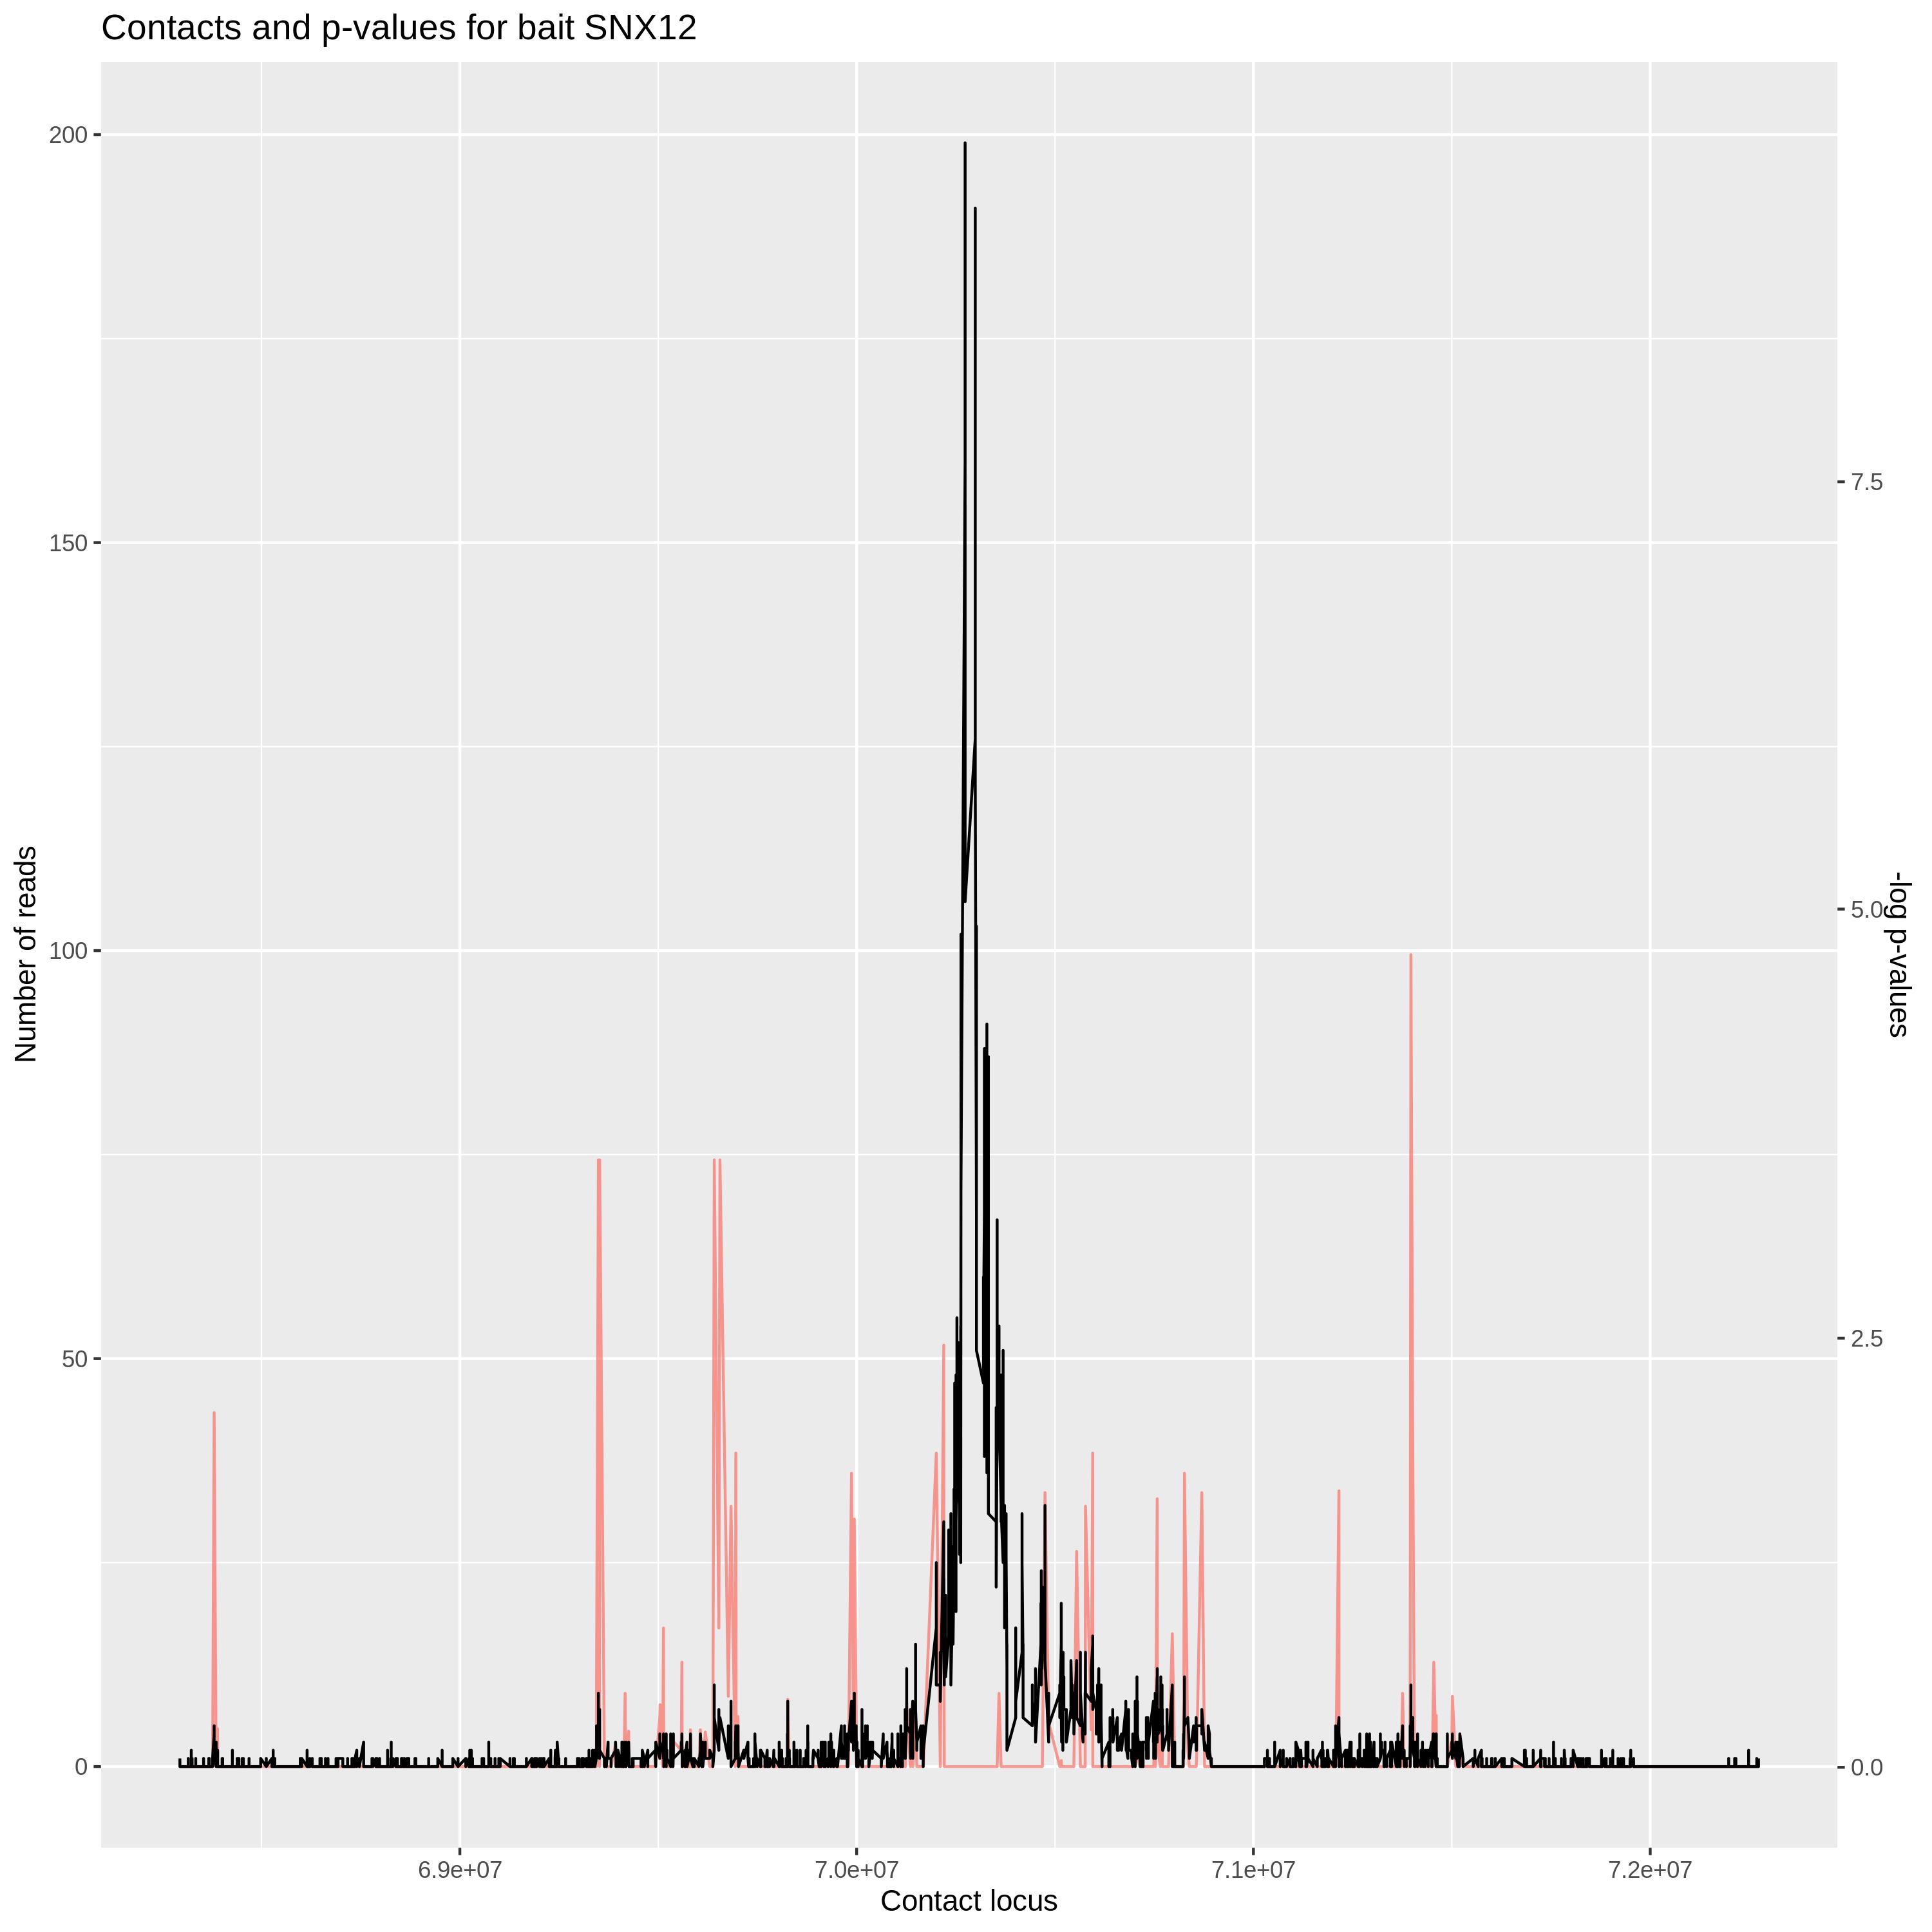 Contacts and p-values for bait SNX12
200
150
100
50
0
Number of reads
7.5
5.0
2.5
0.0
-log p-values
6.9e+07 7.0e+07 7.1e+07 7.2e+07
Contact locus